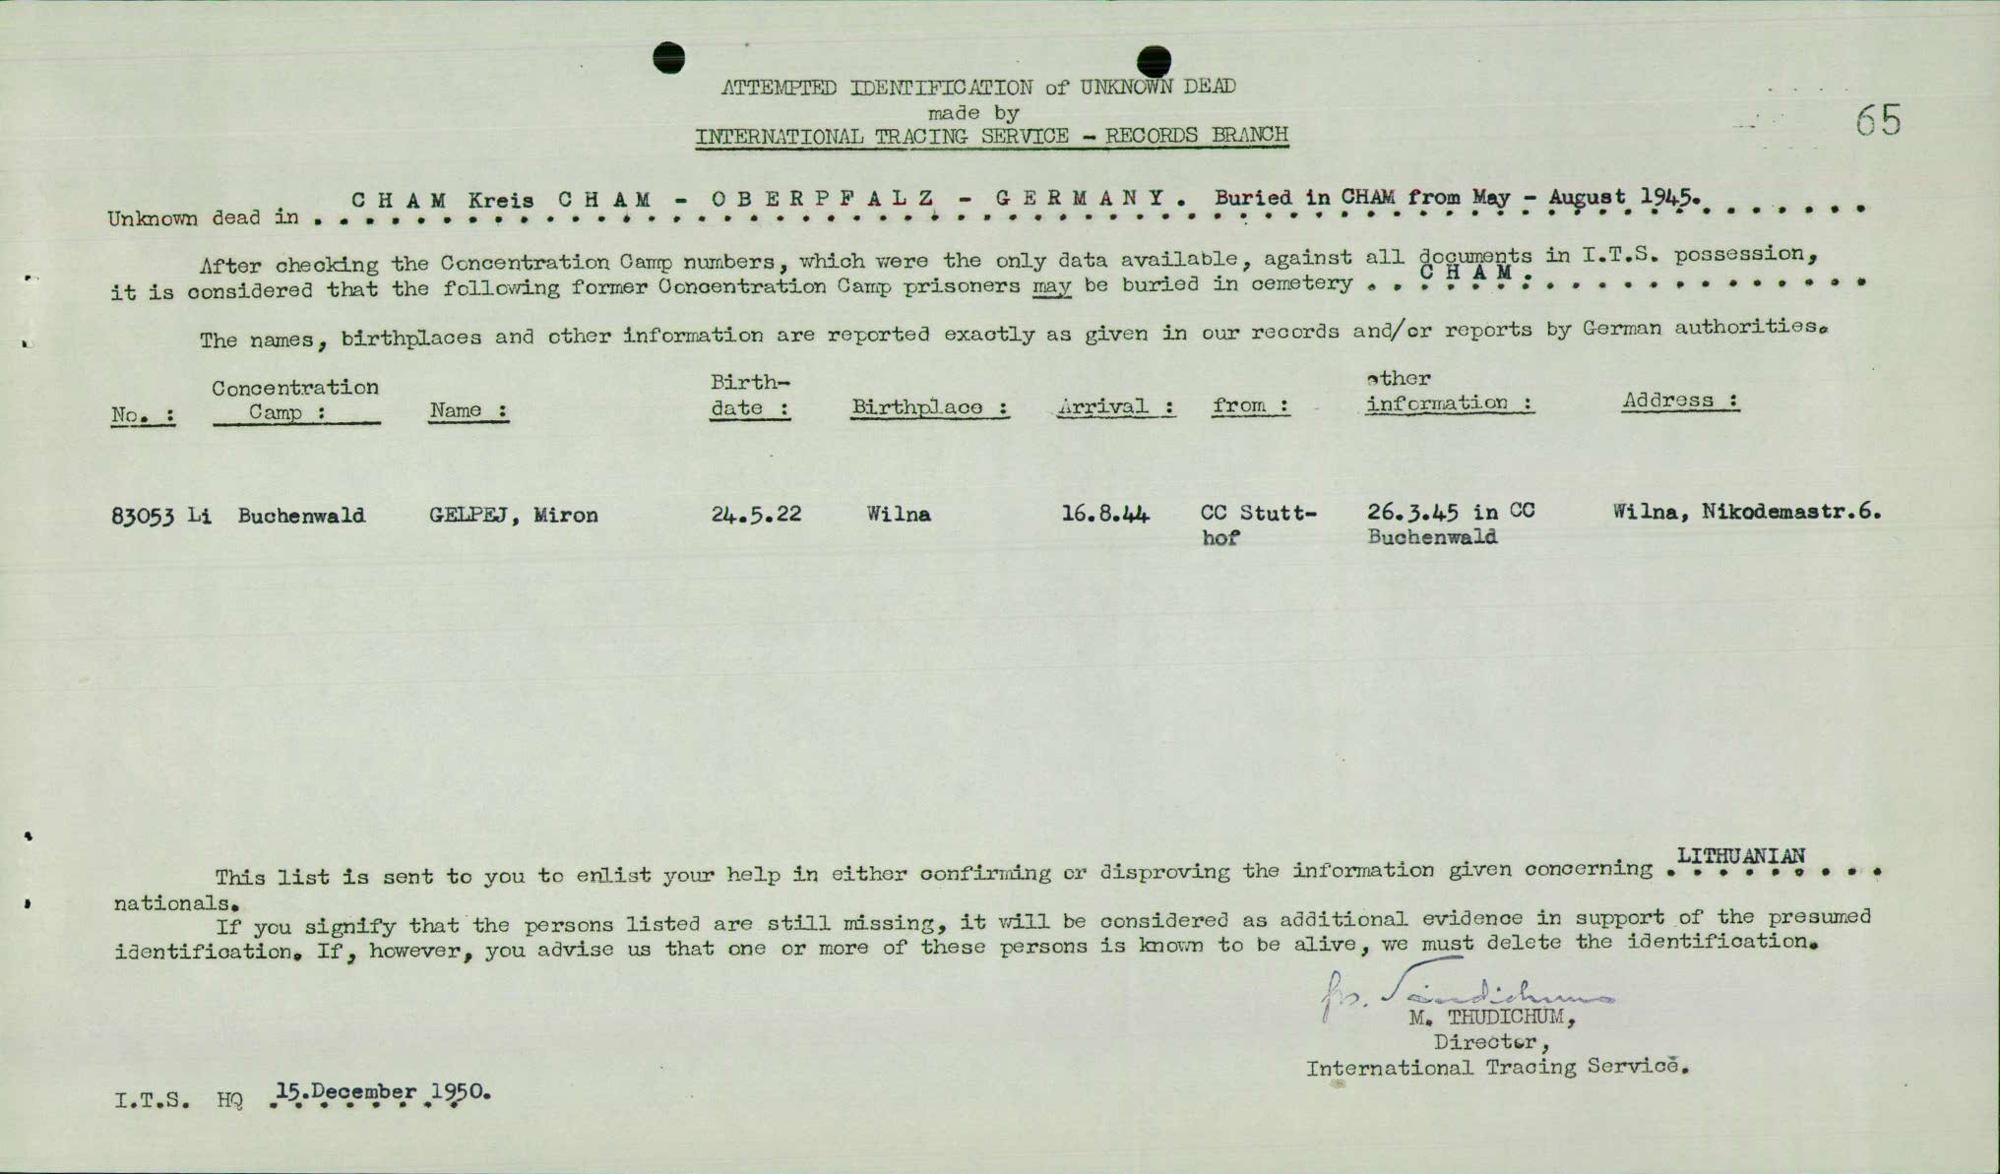 ATTEMPTED IDENTIFICATION of UNKNOWN DEAD
made by
INTERNATIONAL TRACING SERVICE - RECORDS BRANCH
65
Unknown dead in . . C H A M Kreis C H A M - O B E R P F A L Z - G E R M A N Y . Buried in CHAM from May - August 1945.
After checking the Concentration Camp numbers, which were the only data available, against all documents in I.T.S. possession,
it is considered that the following former Concentration Camp prisoners may be buried in cemetery . . C H A M .
The names, birthplaces and other information are reported exactly as given in our records and/or reports by German authorities.
No. : Concentration Camp : Name : Birth-date : Birthplace : Arrival : from : other information : Address :
83053 Li Buchenwald GELPEJ, Miron 24.5.22 Wilna 16.8.44 CC Stutt- 26.3.45 in CC Wilna, Nikodemastr.6.
hof Buchenwald
This list is sent to you to enlist your help in either confirming or disproving the information given concerning LITHUANIAN . . .
nationals.
If you signify that the persons listed are still missing, it will be considered as additional evidence in support of the presumed
identification. If, however, you advise us that one or more of these persons is known to be alive, we must delete the identification.
M. THUDICHUM,
Director,
International Tracing Service.
I.T.S. HQ 15.December 1950.